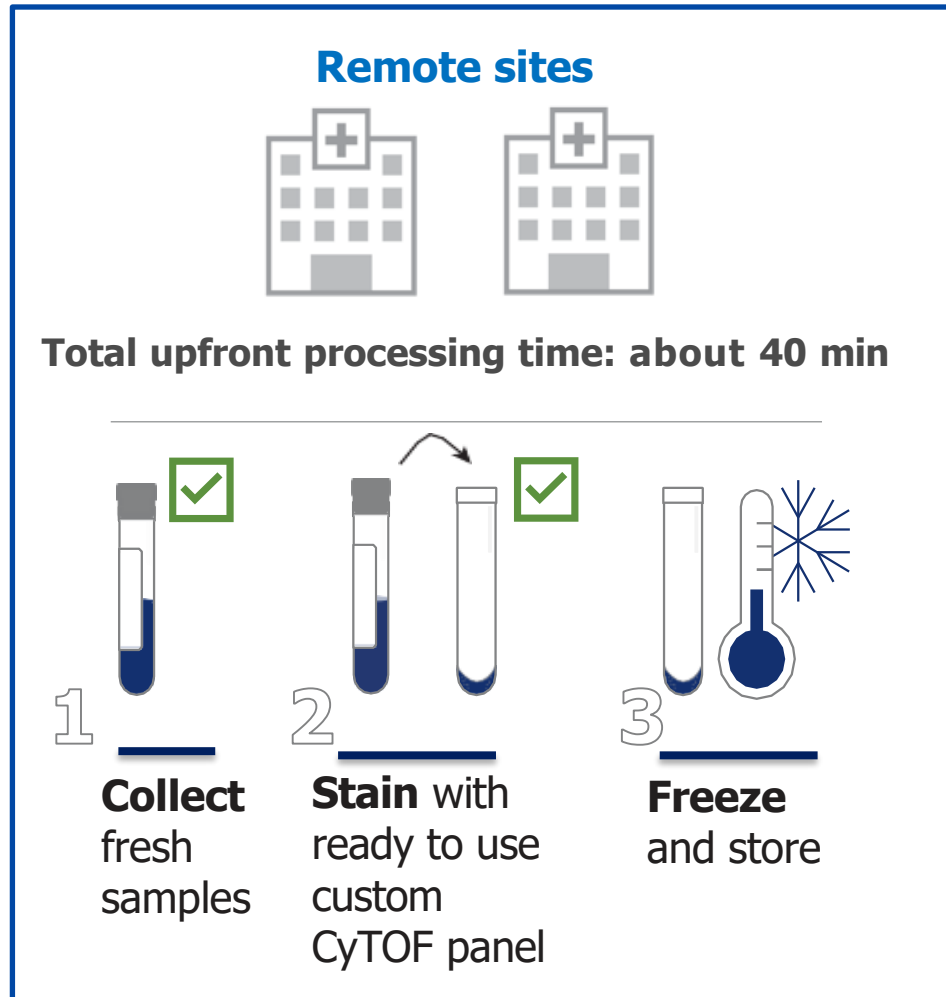 Remote sites
Total upfront processing time: about 40 min
1
Collect
fresh
samples
2
Stain with
ready to use
custom
CyTOF panel
3
Freeze
and store